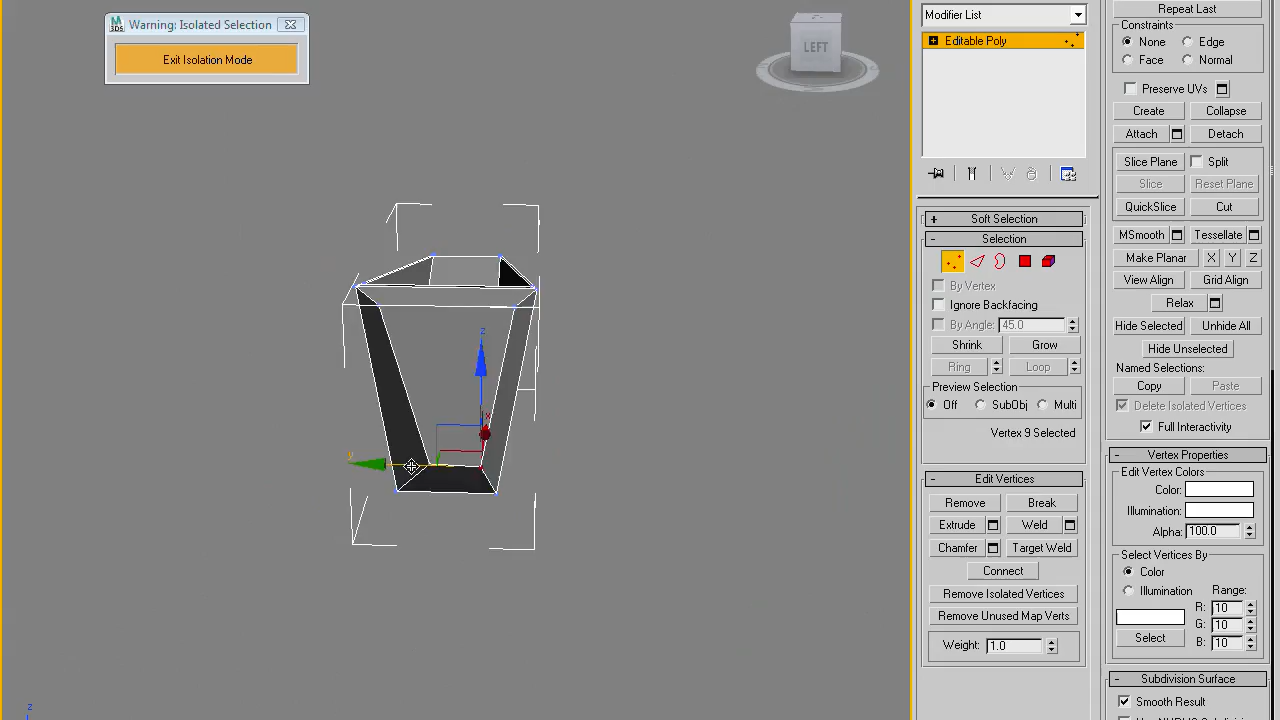 M
3DS
Warning: Isolated Selection
Exit Isolation Mode
LEFT
z
x
y
z
Modifier List
Editable Poly
Soft Selection
Selection
By Vertex
Ignore Backfacing
By Angle: 45.0
Shrink Grow
Ring Loop
Preview Selection
Off SubObj Multi
Vertex 9 Selected
Edit Vertices
Remove Break
Extrude Weld
Chamfer Target Weld
Connect
Remove Isolated Vertices
Remove Unused Map Verts
Weight: 1.0
Repeat Last
Constraints
None Edge
Face Normal
Preserve UVs
Create Collapse
Attach Detach
Slice Plane Split
Slice Reset Plane
QuickSlice Cut
MSmooth Tessellate
Make Planar X Y Z
View Align Grid Align
Relax
Hide Selected Unhide All
Hide Unselected
Named Selections:
Copy Paste
Delete Isolated Vertices
Full Interactivity
Vertex Properties
Edit Vertex Colors
Color:
Illumination:
Alpha: 100.0
Select Vertices By
Color Range:
Illumination R: 10
G: 10
Select B: 10
Subdivision Surface
Smooth Result